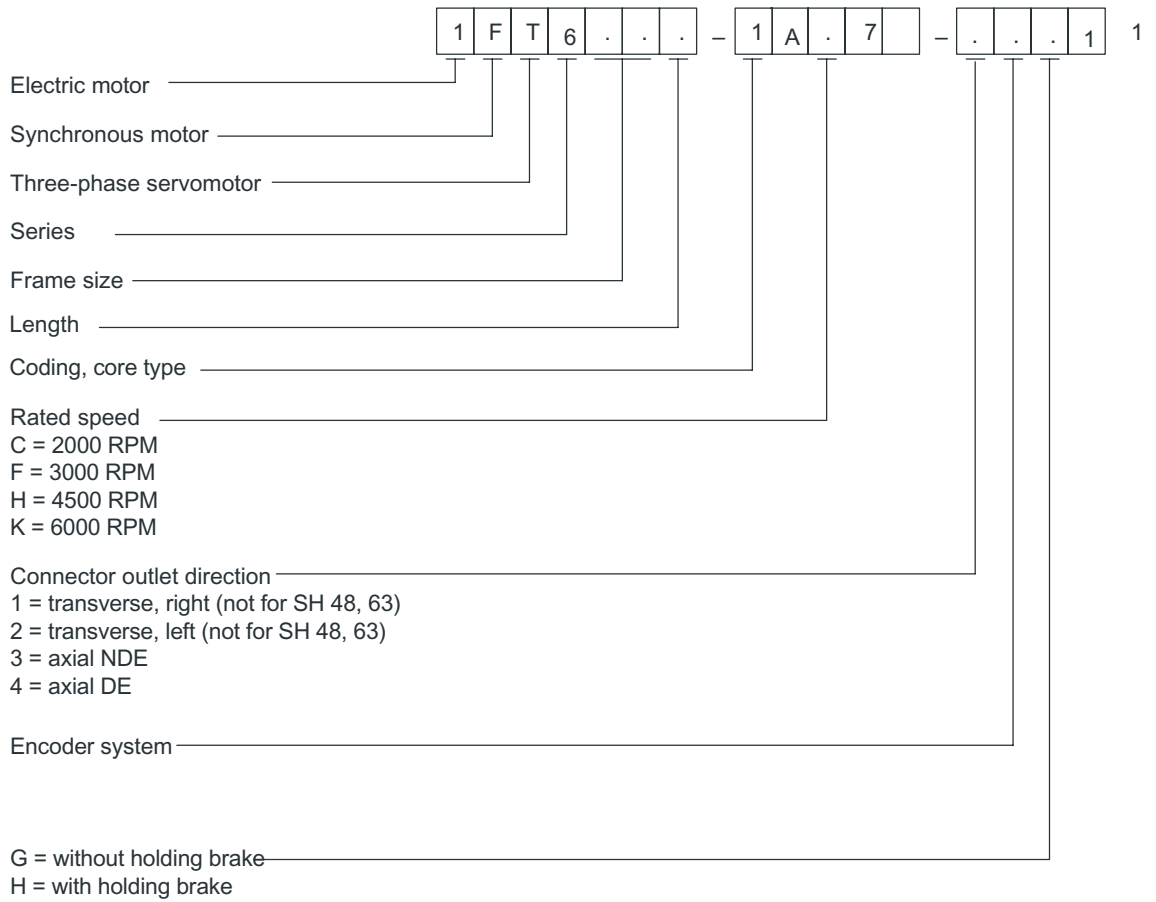 1 F T 6 . . . – 1 A . 7 – . . . 1 1
Electric motor
Synchronous motor
Three-phase servomotor
Series
Frame size
Length
Coding, core type
Rated speed
C = 2000 RPM
F = 3000 RPM
H = 4500 RPM
K = 6000 RPM
Connector outlet direction
1 = transverse, right (not for SH 48, 63)
2 = transverse, left (not for SH 48, 63)
3 = axial NDE
4 = axial DE
Encoder system
G = without holding brake
H = with holding brake